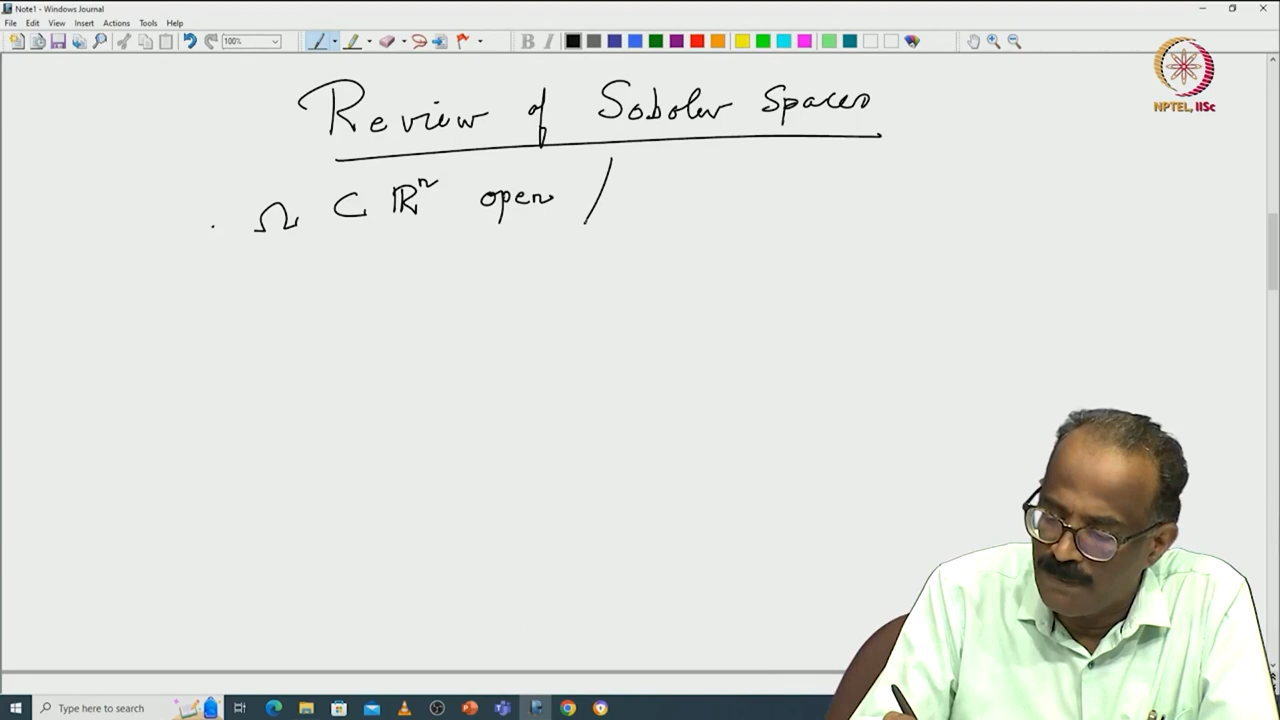 Note1 - Windows Journal
File Edit View Insert Actions Tools Help
100%
B I
NPTEL, IISc
Review of Sobolev Spaces
Ω ⊂ ℝⁿ open /
Type here to search